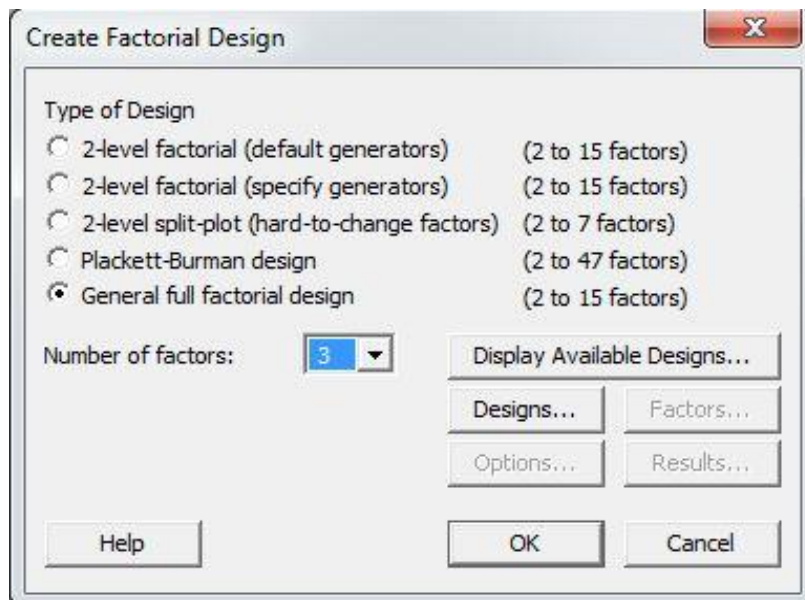 Create Factorial Design
Type of Design
2-level factorial (default generators) (2 to 15 factors)
2-level factorial (specify generators) (2 to 15 factors)
2-level split-plot (hard-to-change factors) (2 to 7 factors)
Plackett-Burman design (2 to 47 factors)
General full factorial design (2 to 15 factors)
Number of factors: 3 Display Available Designs...
Designs... Factors...
Options... Results...
Help OK Cancel